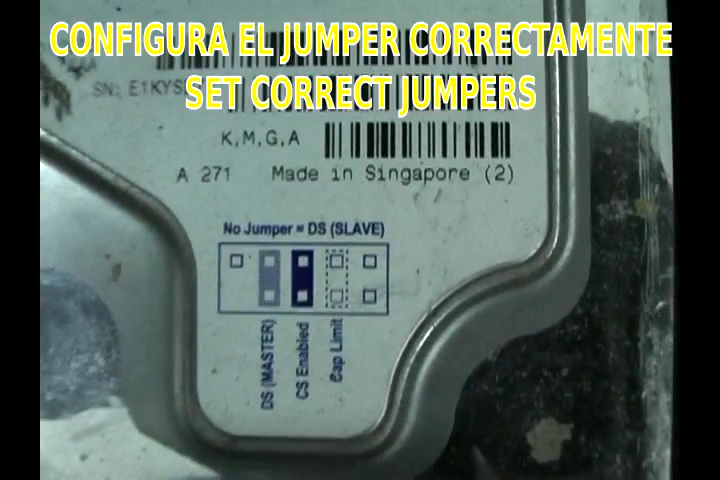 CONFIGURA EL JUMPER CORRECTAMENTE
SET CORRECT JUMPERS
SN: E1KYS
K,M,G,A
A 271 Made in Singapore (2)
No Jumper = DS (SLAVE)
DS (MASTER)
CS Enabled
Cap Limit